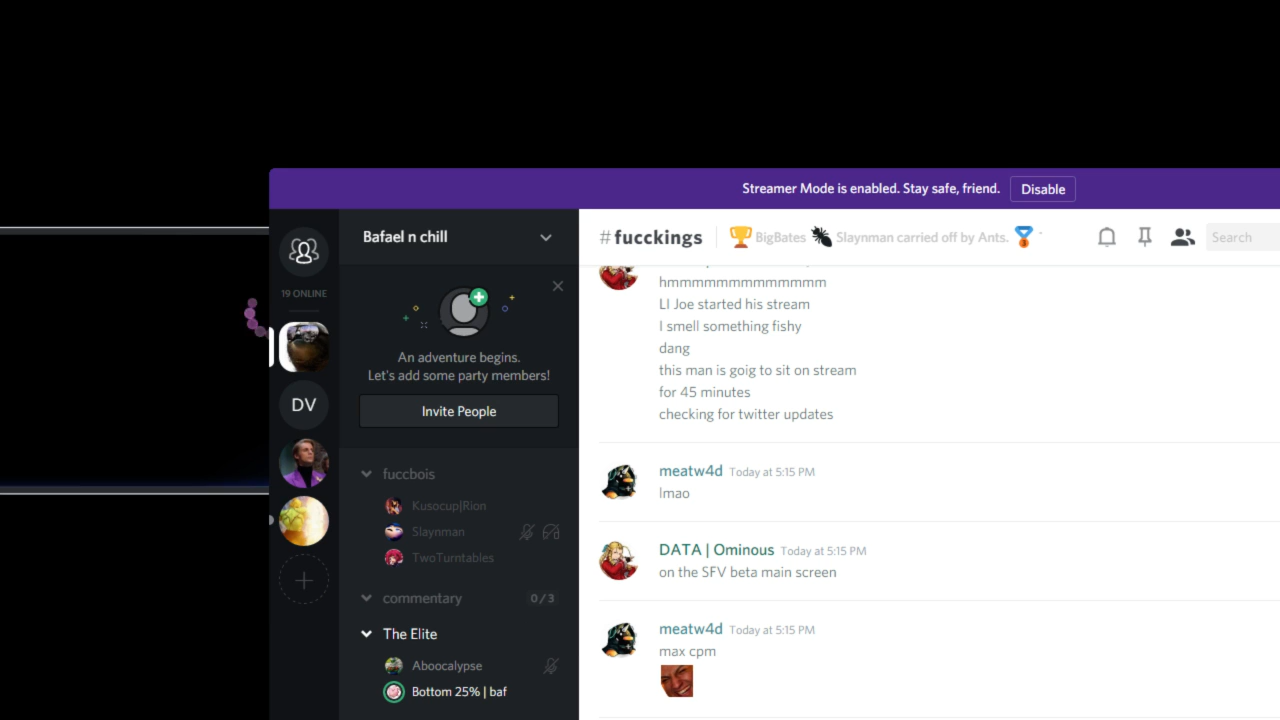 Streamer Mode is enabled. Stay safe, friend. Disable
Bafael n chill
#fucckings
BigBates
Slaynman carried off by Ants.
Search
19 ONLINE
DV
An adventure begins.
Let's add some party members!
Invite People
fuccbois
Kusocup|Rion
Slaynman
TwoTurntables
commentary 0/3
The Elite
Aboocalypse
Bottom 25% | baf
hmmmmmmmmmmmmm
LI Joe started his stream
I smell something fishy
dang
this man is goig to sit on stream
for 45 minutes
checking for twitter updates
meatw4d Today at 5:15 PM
lmao
DATA | Ominous Today at 5:15 PM
on the SFV beta main screen
meatw4d Today at 5:15 PM
max cpm